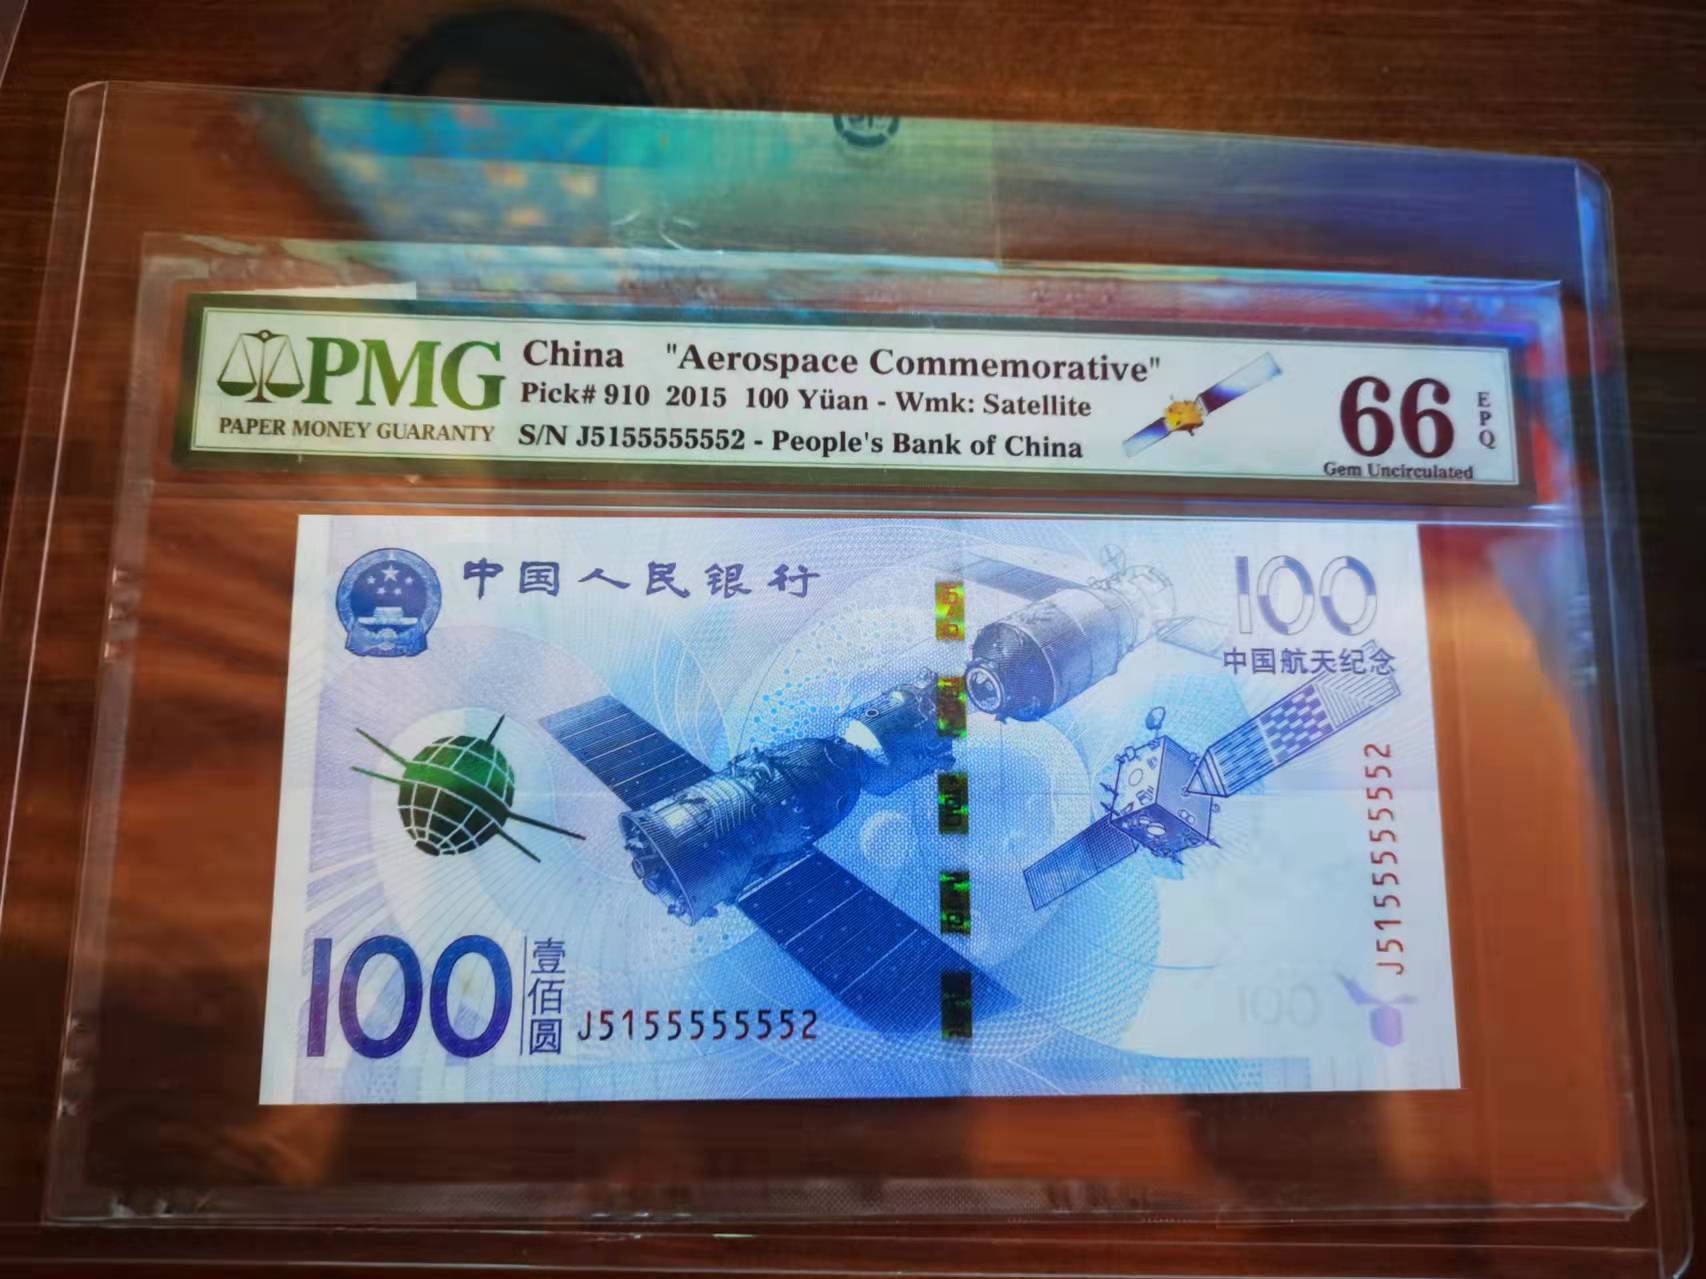 PMG
PAPER MONEY GUARANTY
China "Aerospace Commemorative"
Pick# 910 2015 100 Yüan - Wmk: Satellite
S/N J5155555552 - People's Bank of China
66
EPQ
Gem Uncirculated
中国人民银行
100
中国航天纪念
J5155555552
100
壹佰圆
J5155555552